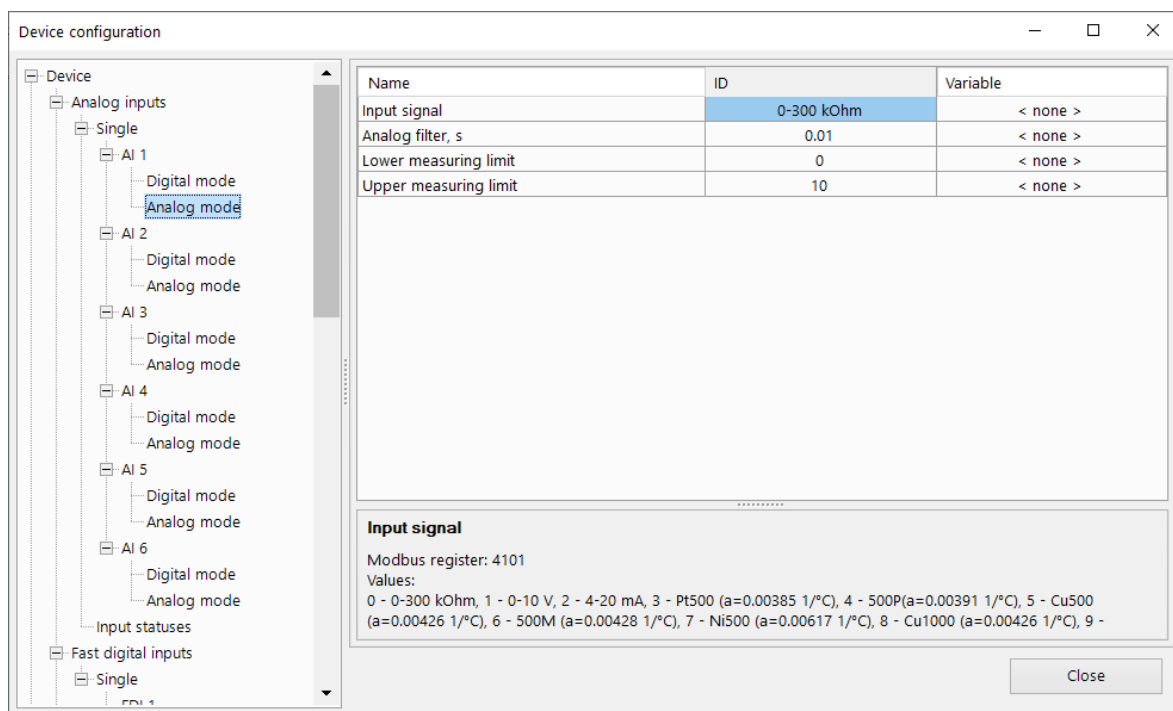 Device configuration
Device
Analog inputs
Single
AI 1
Digital mode
Analog mode
AI 2
Digital mode
Analog mode
AI 3
Digital mode
Analog mode
AI 4
Digital mode
Analog mode
AI 5
Digital mode
Analog mode
AI 6
Digital mode
Analog mode
Input statuses
Fast digital inputs
Single
FDI 1
Name ID Variable
Input signal 0-300 kOhm < none >
Analog filter, s 0.01 < none >
Lower measuring limit 0 < none >
Upper measuring limit 10 < none >
Input signal
Modbus register: 4101
Values:
0 - 0-300 kOhm, 1 - 0-10 V, 2 - 4-20 mA, 3 - Pt500 (a=0.00385 1/°C), 4 - 500P(a=0.00391 1/°C), 5 - Cu500
(a=0.00426 1/°C), 6 - 500M (a=0.00428 1/°C), 7 - Ni500 (a=0.00617 1/°C), 8 - Cu1000 (a=0.00426 1/°C), 9 -
Close